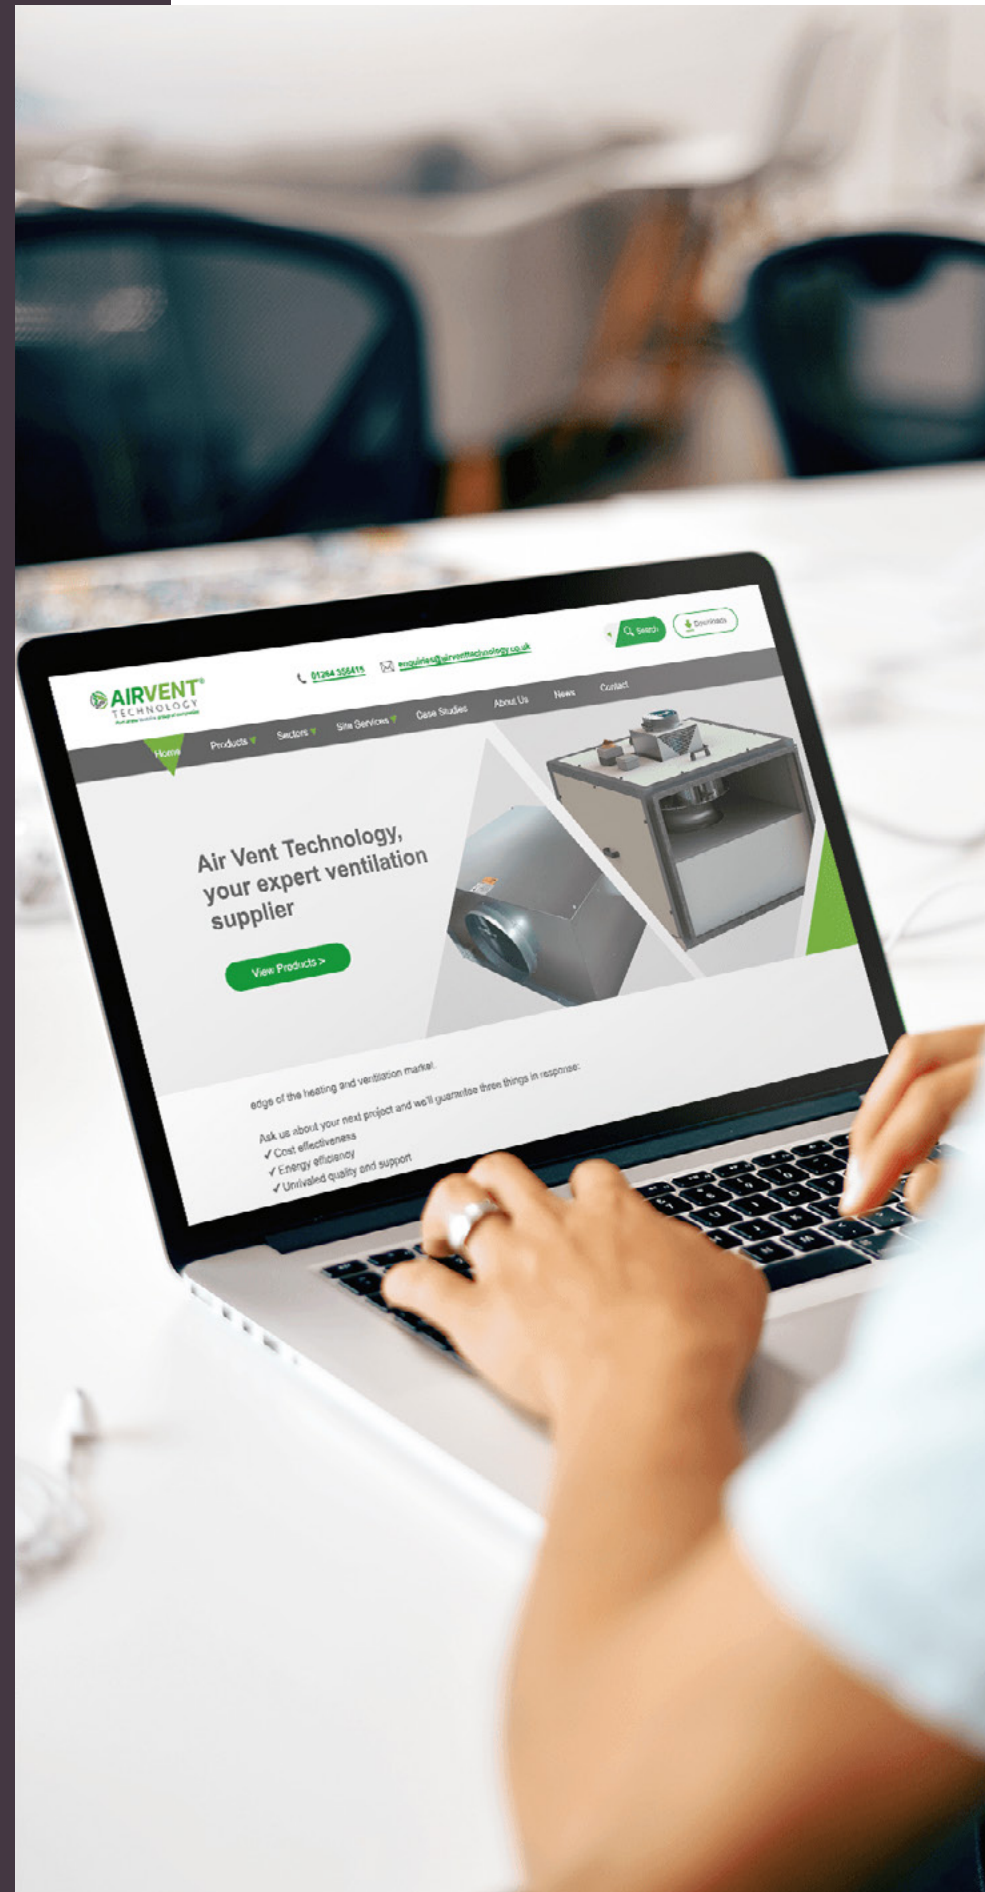 AIRVENT®
TECHNOLOGY
01264 356415
enquiries@airventtechnology.co.uk
Search
Downloads
Home
Products
Sectors
Site Services
Case Studies
About Us
News
Contact
Air Vent Technology,
your expert ventilation
supplier
View Products >
edge of the heating and ventilation market.
Ask us about your next project and we'll guarantee three things in response:
✓ Cost effectiveness
✓ Energy efficiency
✓ Unrivaled quality and support